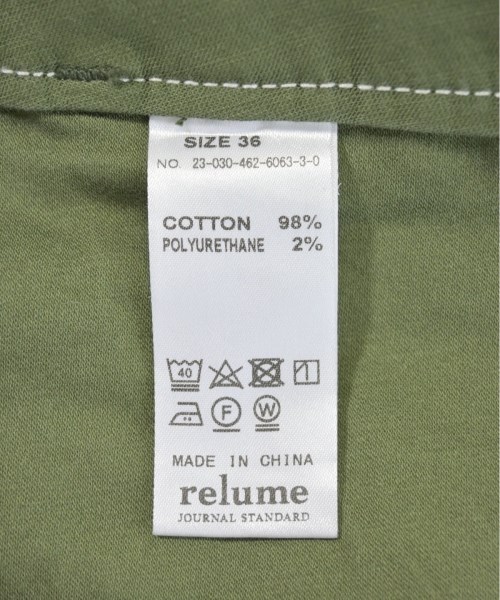 SIZE 36
NO. 23-030-462-6063-3-0
COTTON 98%
POLYURETHANE 2%
40
F W
MADE IN CHINA
relume
JOURNAL STANDARD